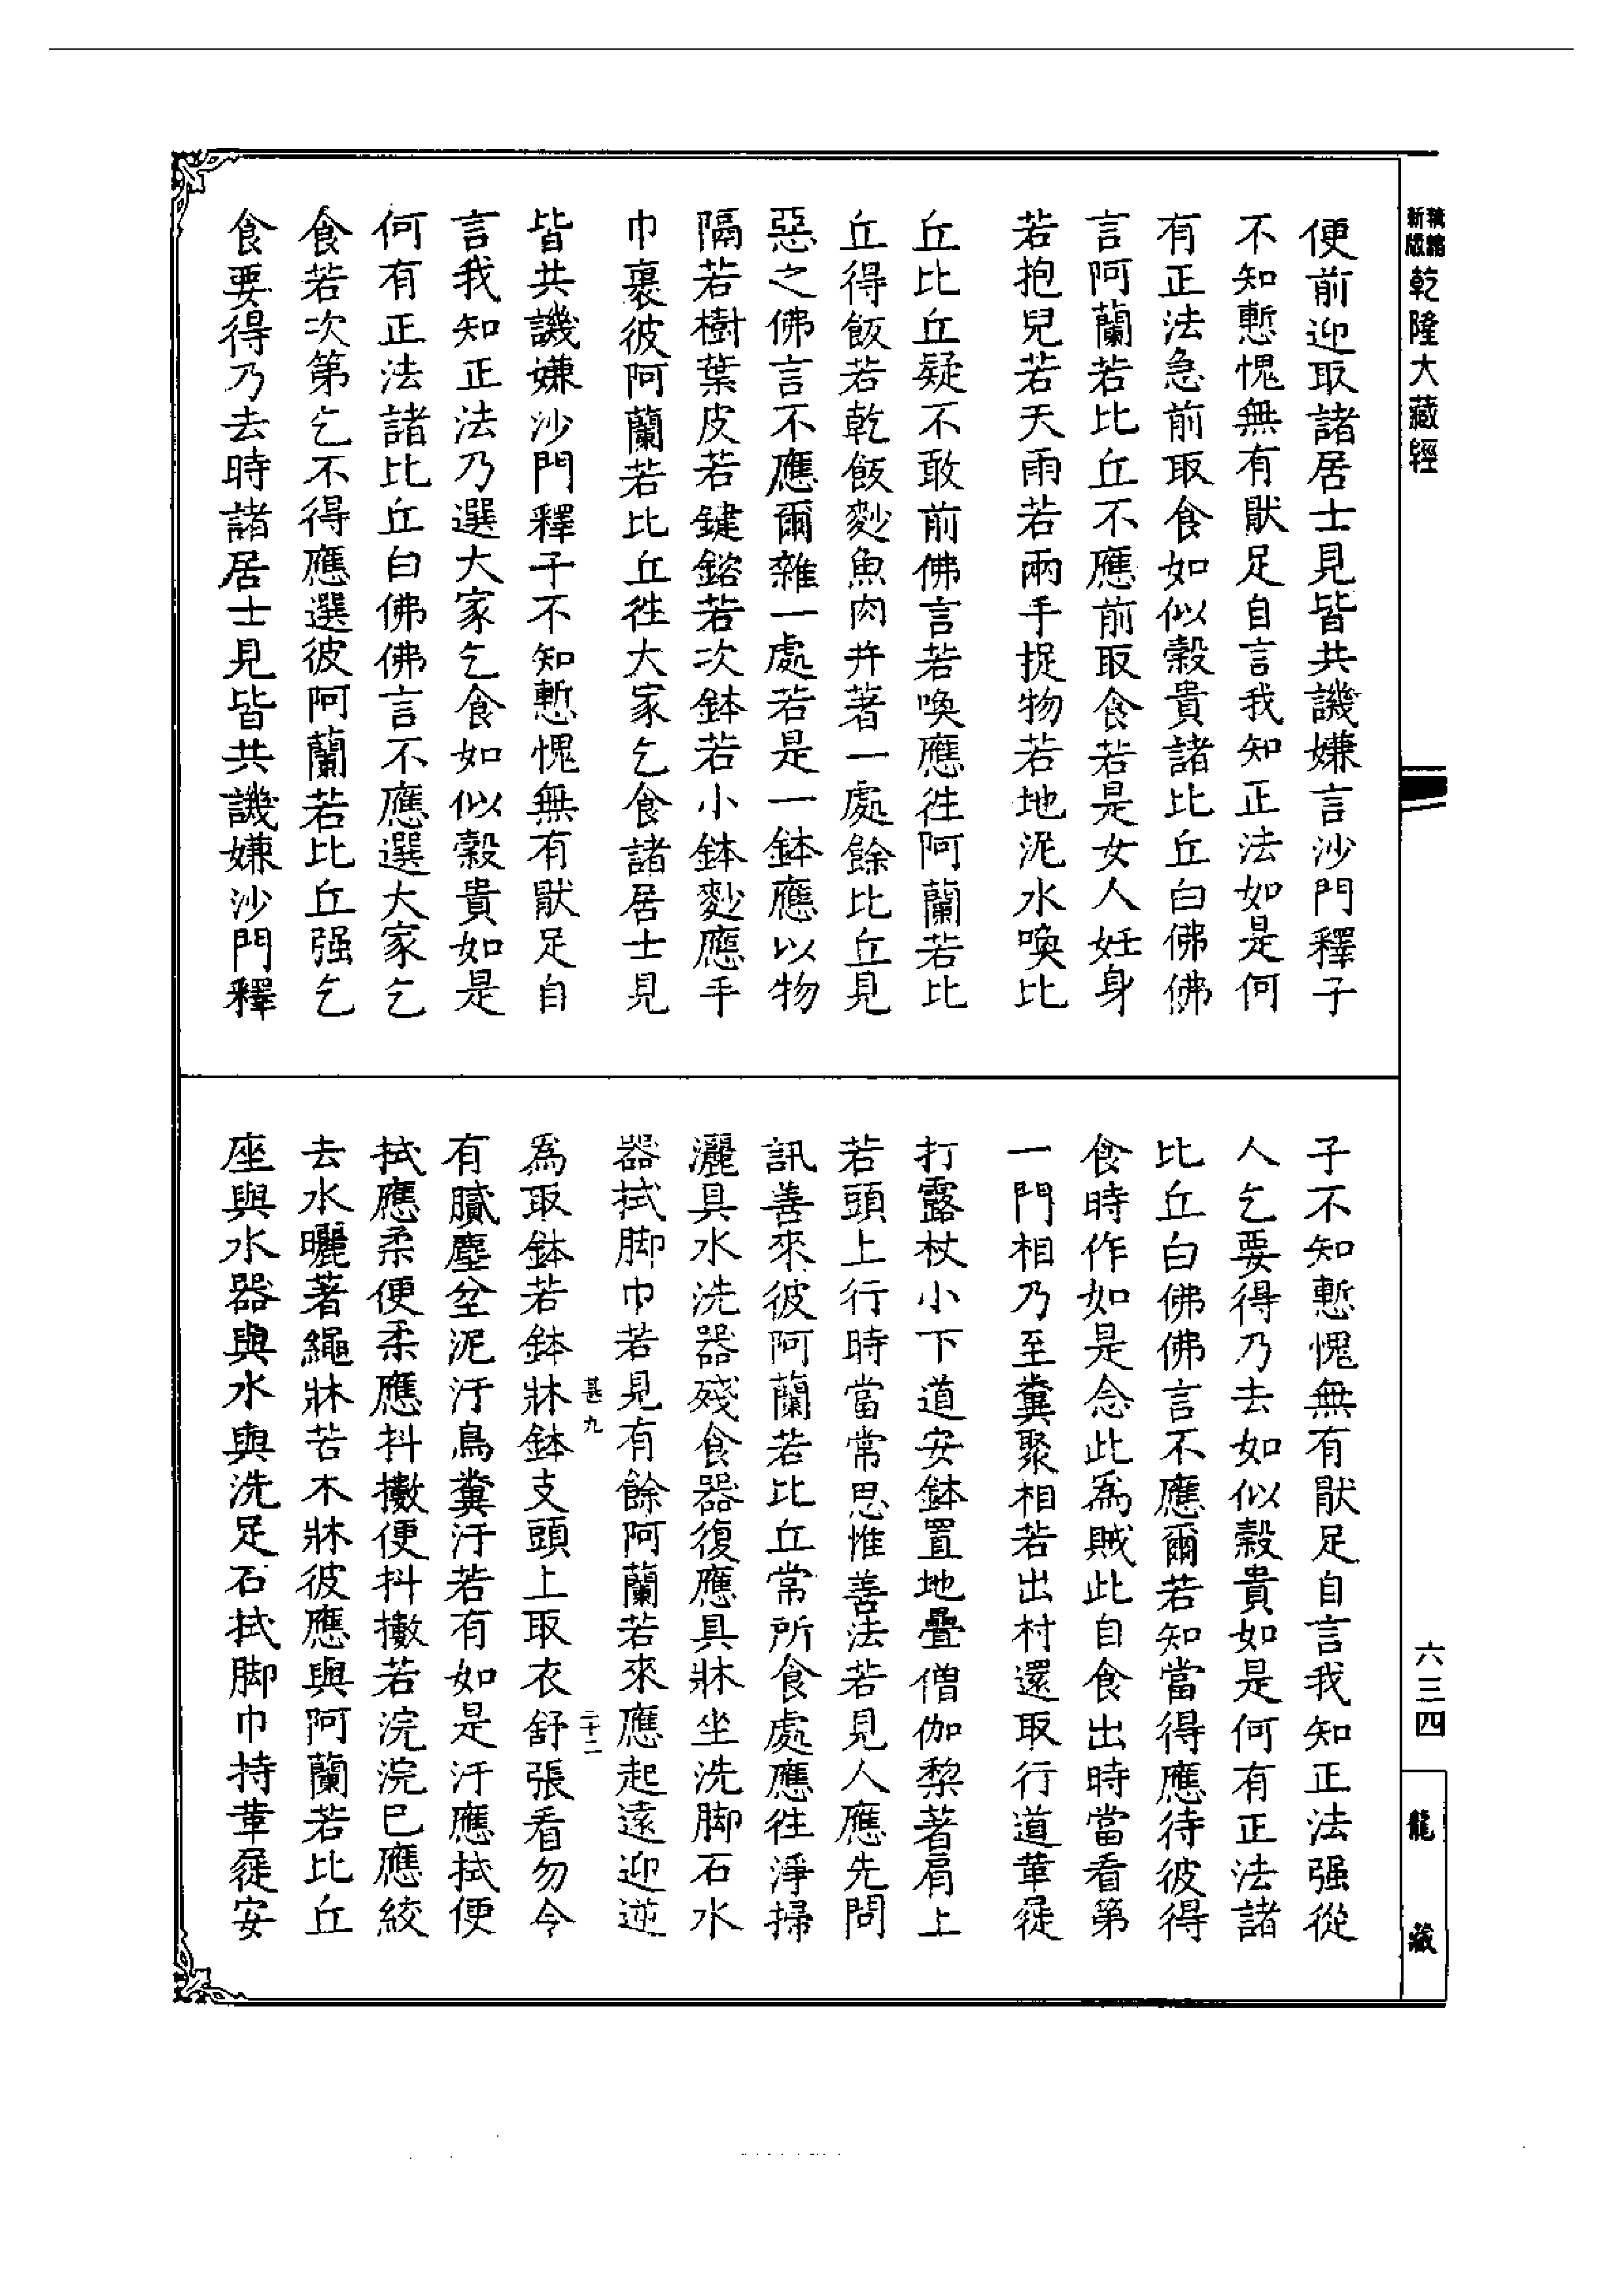 新版精縮乾隆大藏經
便前迎取諸居士見皆共譏嫌言沙門釋子
不知慙愧無有猒足自言我知正法如是何
有正法急前取食如似穀貴諸比丘白佛佛
言阿蘭若比丘不應前取食若是女人妊身
若抱兒若天雨若兩手捉物若地泥水喚比
丘比丘疑不敢前佛言若喚應往阿蘭若比
丘得飯若乾飯麨魚肉并著一處餘比丘見
惡之佛言不應爾雜一處若是一鉢應以物
隔若樹葉皮若鍵鎔若次鉢若小鉢麨應手
巾裹彼阿蘭若比丘往大家乞食諸居士見
皆共譏嫌沙門釋子不知慙愧無有猒足自
言我知正法乃選大家乞食如似穀貴如是
何有正法諸比丘白佛佛言不應選大家乞
食若次第乞不得應選彼阿蘭若比丘强乞
食要得乃去時諸居士見皆共譏嫌沙門釋
子不知慙愧無有猒足自言我知正法强從
人乞要得乃去如似穀貴如是何有正法諸
比丘白佛佛言不應爾若知當得應待彼得
食時作如是念此爲賊此自食出時當看第
一門相乃至糞聚相若出村還取行道革屣
打露杖小下道安鉢置地疊僧伽梨著肩上
若頭上行時當常思惟善法若見人應先問
訊善來彼阿蘭若比丘常所食處應往淨掃
灑具水洗器殘食器復應具牀坐洗脚石水
器拭脚巾若見有餘阿蘭若來應起遠迎逆
甚九
二十二
爲取鉢若鉢牀鉢支頭上取衣舒張看勿令
有膩塵坌泥汙鳥糞汙若有如是汙應拭便
拭應柔便柔應抖擻便抖擻若浣浣已應絞
去水曬著繩牀若木牀彼應與阿蘭若比丘
座與水器與水與洗足石拭脚巾持革屣安
六三四
龍藏